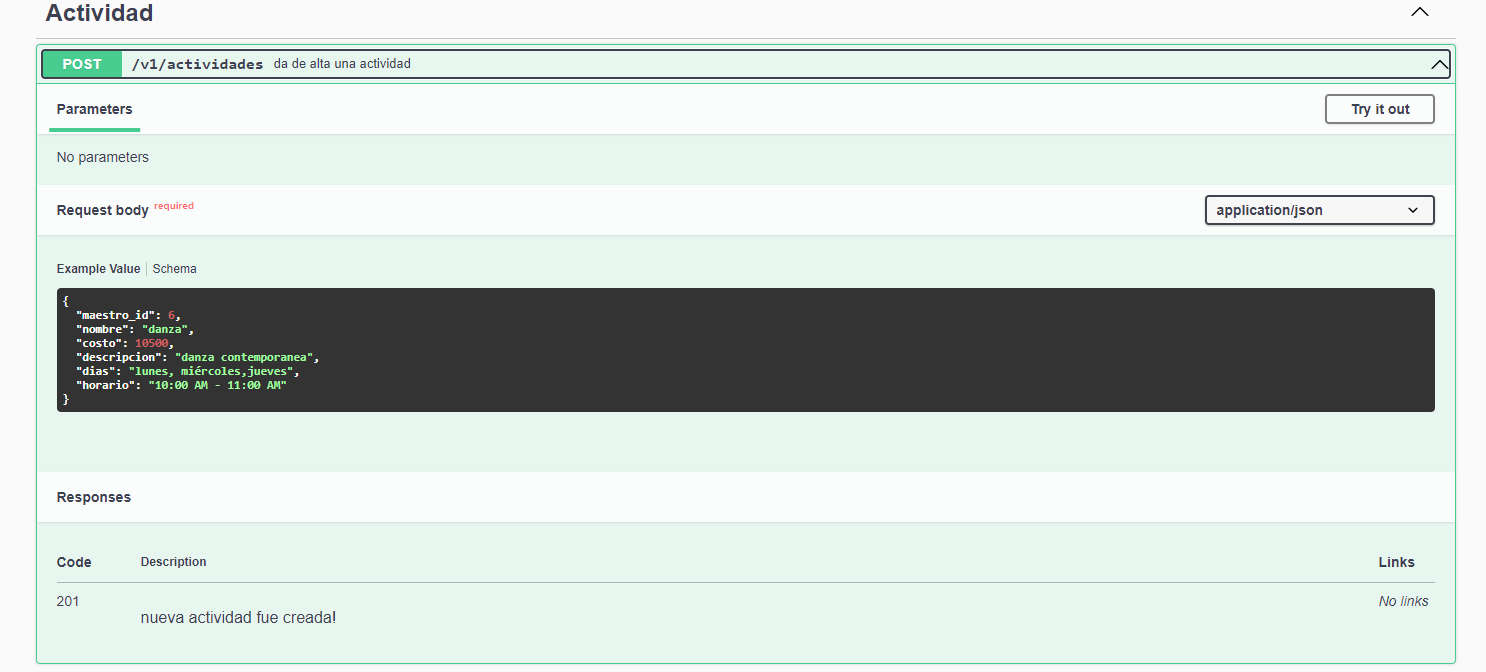 Actividad
POST /v1/actividades da de alta una actividad
Parameters
Try it out
No parameters
Request body required
application/json
Example Value Schema
{
"maestro_id": 6,
"nombre": "danza",
"costo": 10500,
"descripcion": "danza contemporanea",
"dias": "lunes, miércoles,jueves",
"horario": "10:00 AM - 11:00 AM"
}
Responses
Code Description Links
201 nueva actividad fue creada! No links